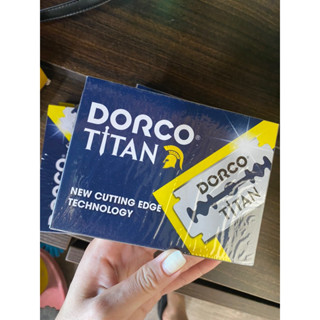 DORCO®
TITAN
NEW CUTTING EDGE
TECHNOLOGY
DORCO
TITAN